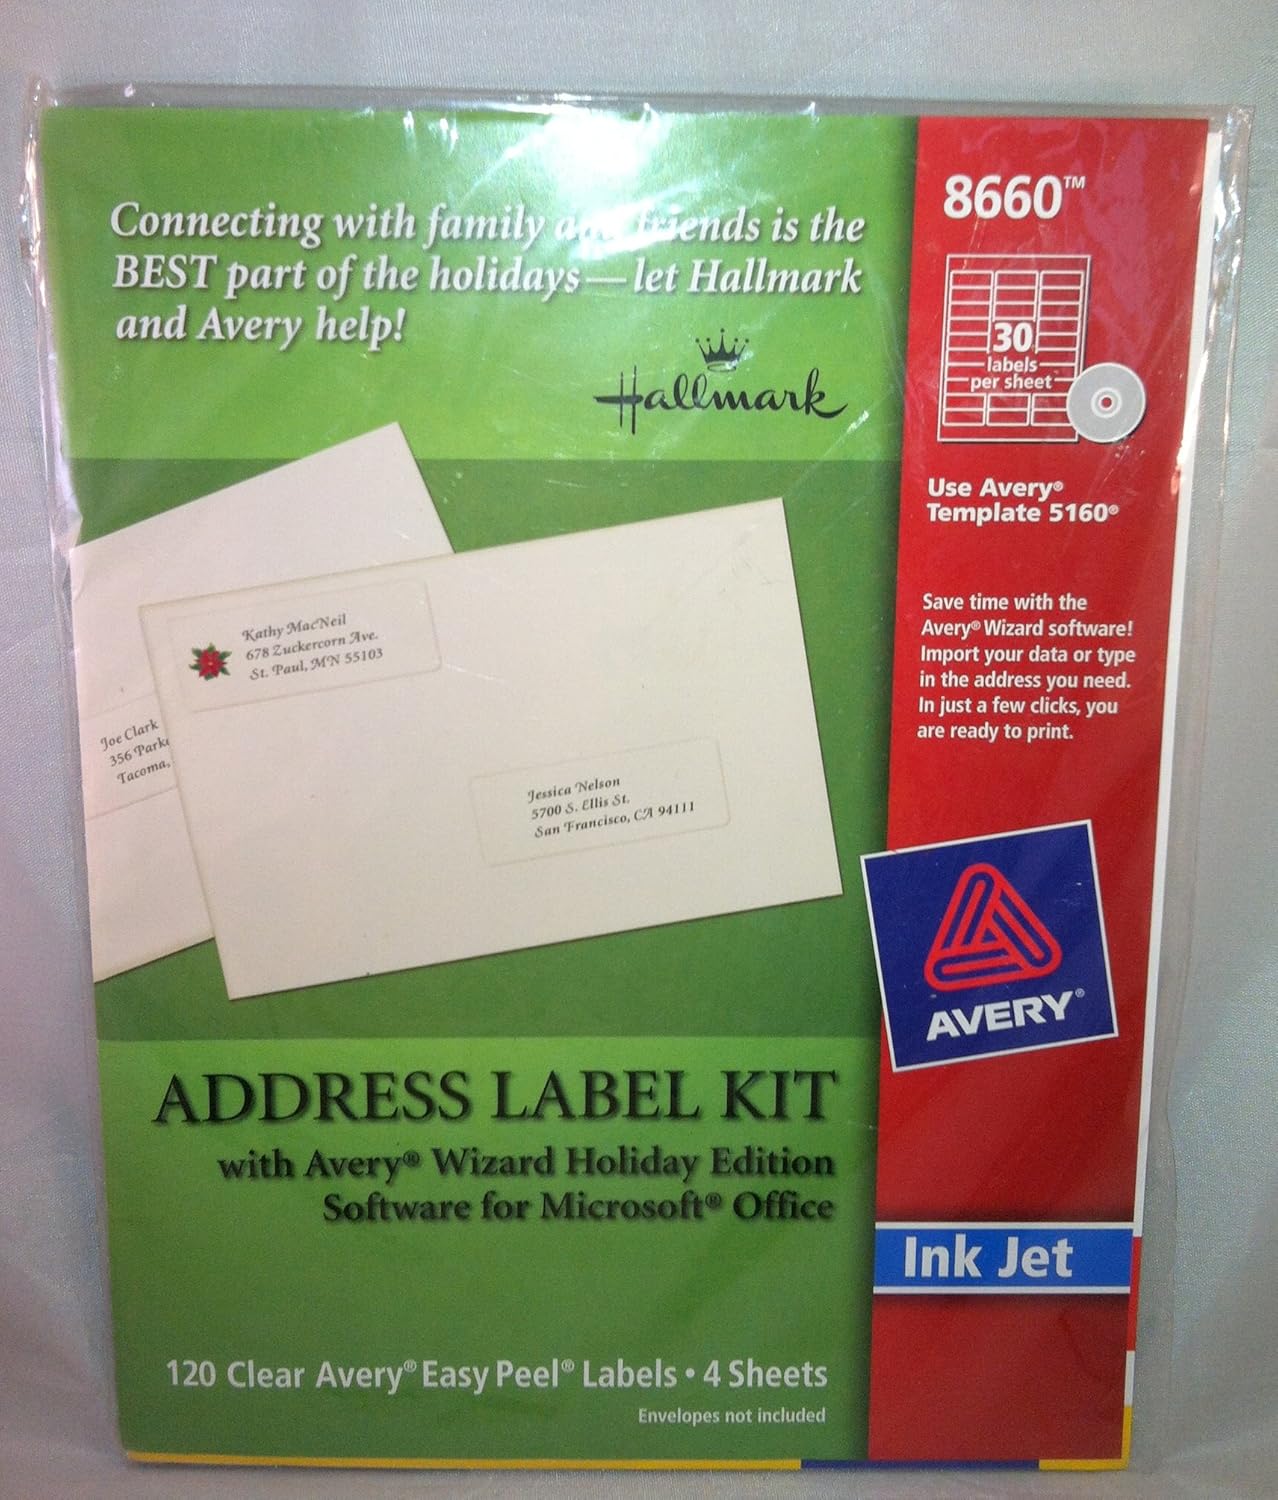 Connecting with family friends is the
BEST part of the holidays—let Hallmark
and Avery help!
Hallmark
8660™
30
labels
per sheet
Use Avery®
Template 5160®
Save time with the
Avery® Wizard software!
Import your data or type
in the address you need.
In just a few clicks, you
are ready to print.
Kathy MacNeil
678 Zuckercorn Ave.
St. Paul, MN 55103
Joe Clark
356
Tacoma,
Jessica Nelson
5700 S. Ellis St.
San Francisco, CA 94111
AVERY®
ADDRESS LABEL KIT
with Avery® Wizard Holiday Edition
Software for Microsoft® Office
Ink Jet
120 Clear Avery® Easy Peel® Labels • 4 Sheets
Envelopes not included